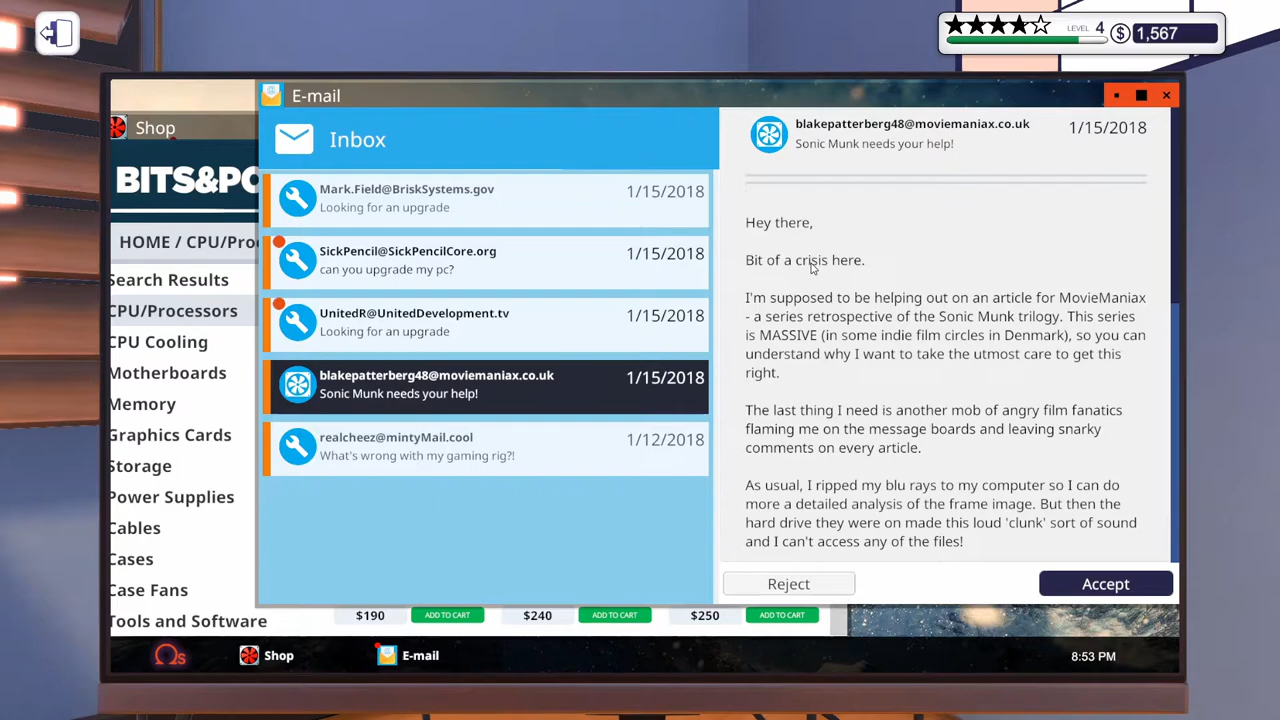 LEVEL 4
$ 1,567
E-mail
Shop
BITS&PO
HOME / CPU/Pro
Search Results
CPU/Processors
CPU Cooling
Motherboards
Memory
Graphics Cards
Storage
Power Supplies
Cables
Cases
Case Fans
Tools and Software
Inbox
Mark.Field@BriskSystems.gov 1/15/2018
Looking for an upgrade
SickPencil@SickPencilCore.org 1/15/2018
can you upgrade my pc?
UnitedR@UnitedDevelopment.tv 1/15/2018
Looking for an upgrade
blakepatterberg48@moviemaniax.co.uk 1/15/2018
Sonic Munk needs your help!
realcheez@mintyMail.cool 1/12/2018
What's wrong with my gaming rig?!
blakepatterberg48@moviemaniax.co.uk 1/15/2018
Sonic Munk needs your help!
Hey there,
Bit of a crisis here.
I'm supposed to be helping out on an article for MovieManiax
- a series retrospective of the Sonic Munk trilogy. This series
is MASSIVE (in some indie film circles in Denmark), so you can
understand why I want to take the utmost care to get this
right.
The last thing I need is another mob of angry film fanatics
flaming me on the message boards and leaving snarky
comments on every article.
As usual, I ripped my blu rays to my computer so I can do
more a detailed analysis of the frame image. But then the
hard drive they were on made this loud 'clunk' sort of sound
and I can't access any of the files!
Reject Accept
$190 ADD TO CART $240 ADD TO CART $250 ADD TO CART
Ωs Shop E-mail 8:53 PM